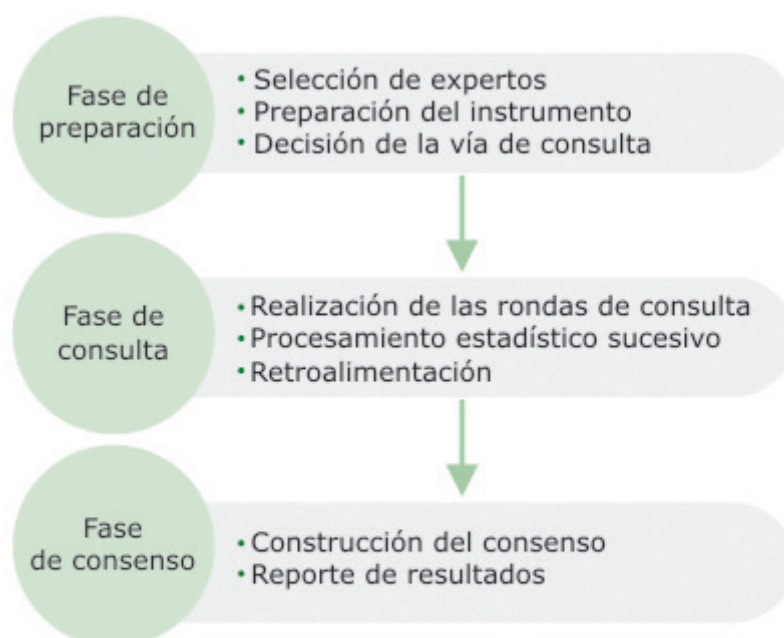 Fase de
preparación
• Selección de expertos
• Preparación del instrumento
• Decisión de la vía de consulta
Fase de
consulta
• Realización de las rondas de consulta
• Procesamiento estadístico sucesivo
• Retroalimentación
Fase
de consenso
• Construcción del consenso
• Reporte de resultados